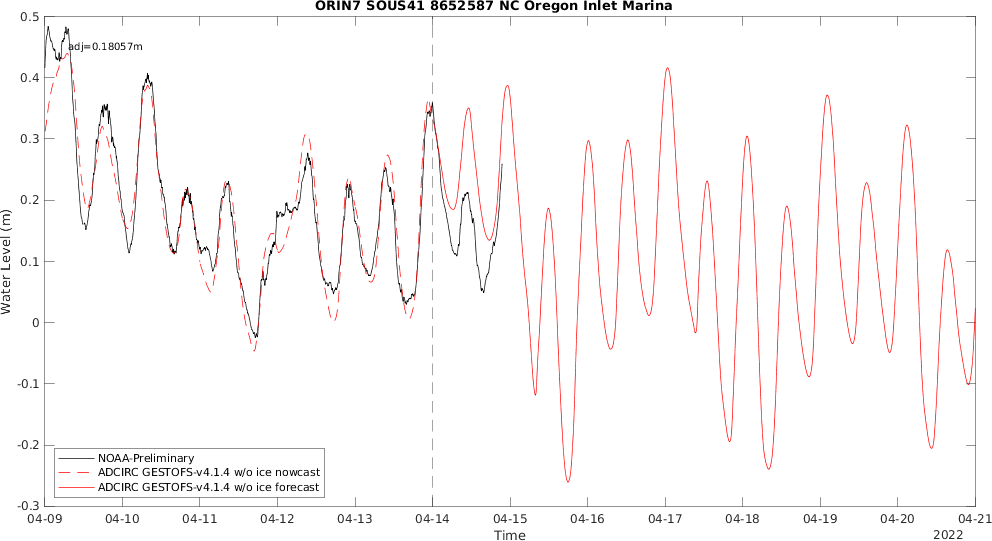 ORIN7 SOUS41 8652587 NC Oregon Inlet Marina
adj=0.18057m
0.5
0.4
0.3
0.2
0.1
0
-0.1
-0.2
-0.3
Water Level (m)
NOAA-Preliminary
ADCIRC GESTOFS-v4.1.4 w/o ice nowcast
ADCIRC GESTOFS-v4.1.4 w/o ice forecast
04-09 04-10 04-11 04-12 04-13 04-14 04-15 04-16 04-17 04-18 04-19 04-20 04-21
Time
2022